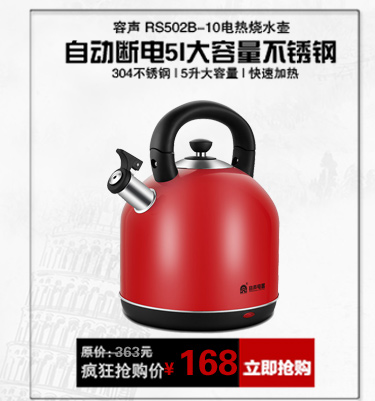 容声 RS502B-10电热烧水壶
自动断电5l大容量不锈钢
304不锈钢 | 5升大容量 | 快速加热
原价:363元
疯狂抢购价¥ 168 立即抢购